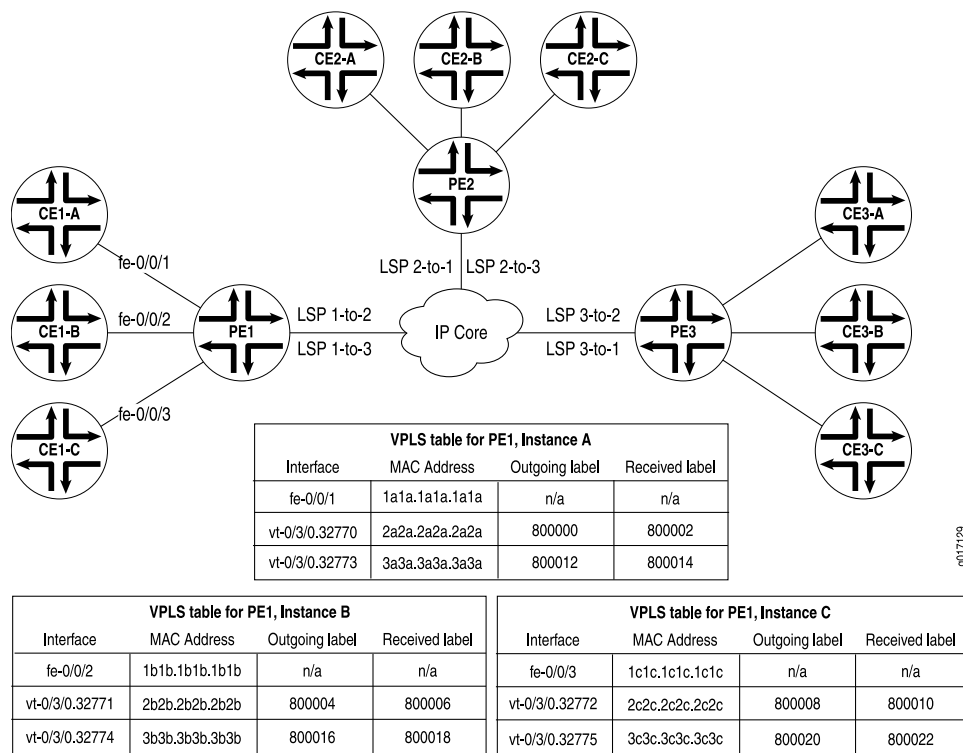 CE2-A CE2-B CE2-C
PE2
CE1-A CE3-A
fe-0/0/1
LSP 2-to-1 LSP 2-to-3
CE1-B fe-0/0/2 PE1 LSP 1-to-2 IP Core LSP 3-to-2 PE3 CE3-B
LSP 1-to-3 LSP 3-to-1
fe-0/0/3
CE1-C CE3-C
VPLS table for PE1, Instance A
Interface MAC Address Outgoing label Received label
fe-0/0/1 1a1a.1a1a.1a1a n/a n/a
vt-0/3/0.32770 2a2a.2a2a.2a2a 800000 800002
vt-0/3/0.32773 3a3a.3a3a.3a3a 800012 800014
g017129
VPLS table for PE1, Instance B
Interface MAC Address Outgoing label Received label
fe-0/0/2 1b1b.1b1b.1b1b n/a n/a
vt-0/3/0.32771 2b2b.2b2b.2b2b 800004 800006
vt-0/3/0.32774 3b3b.3b3b.3b3b 800016 800018
VPLS table for PE1, Instance C
Interface MAC Address Outgoing label Received label
fe-0/0/3 1c1c.1c1c.1c1c n/a n/a
vt-0/3/0.32772 2c2c.2c2c.2c2c 800008 800010
vt-0/3/0.32775 3c3c.3c3c.3c3c 800020 800022